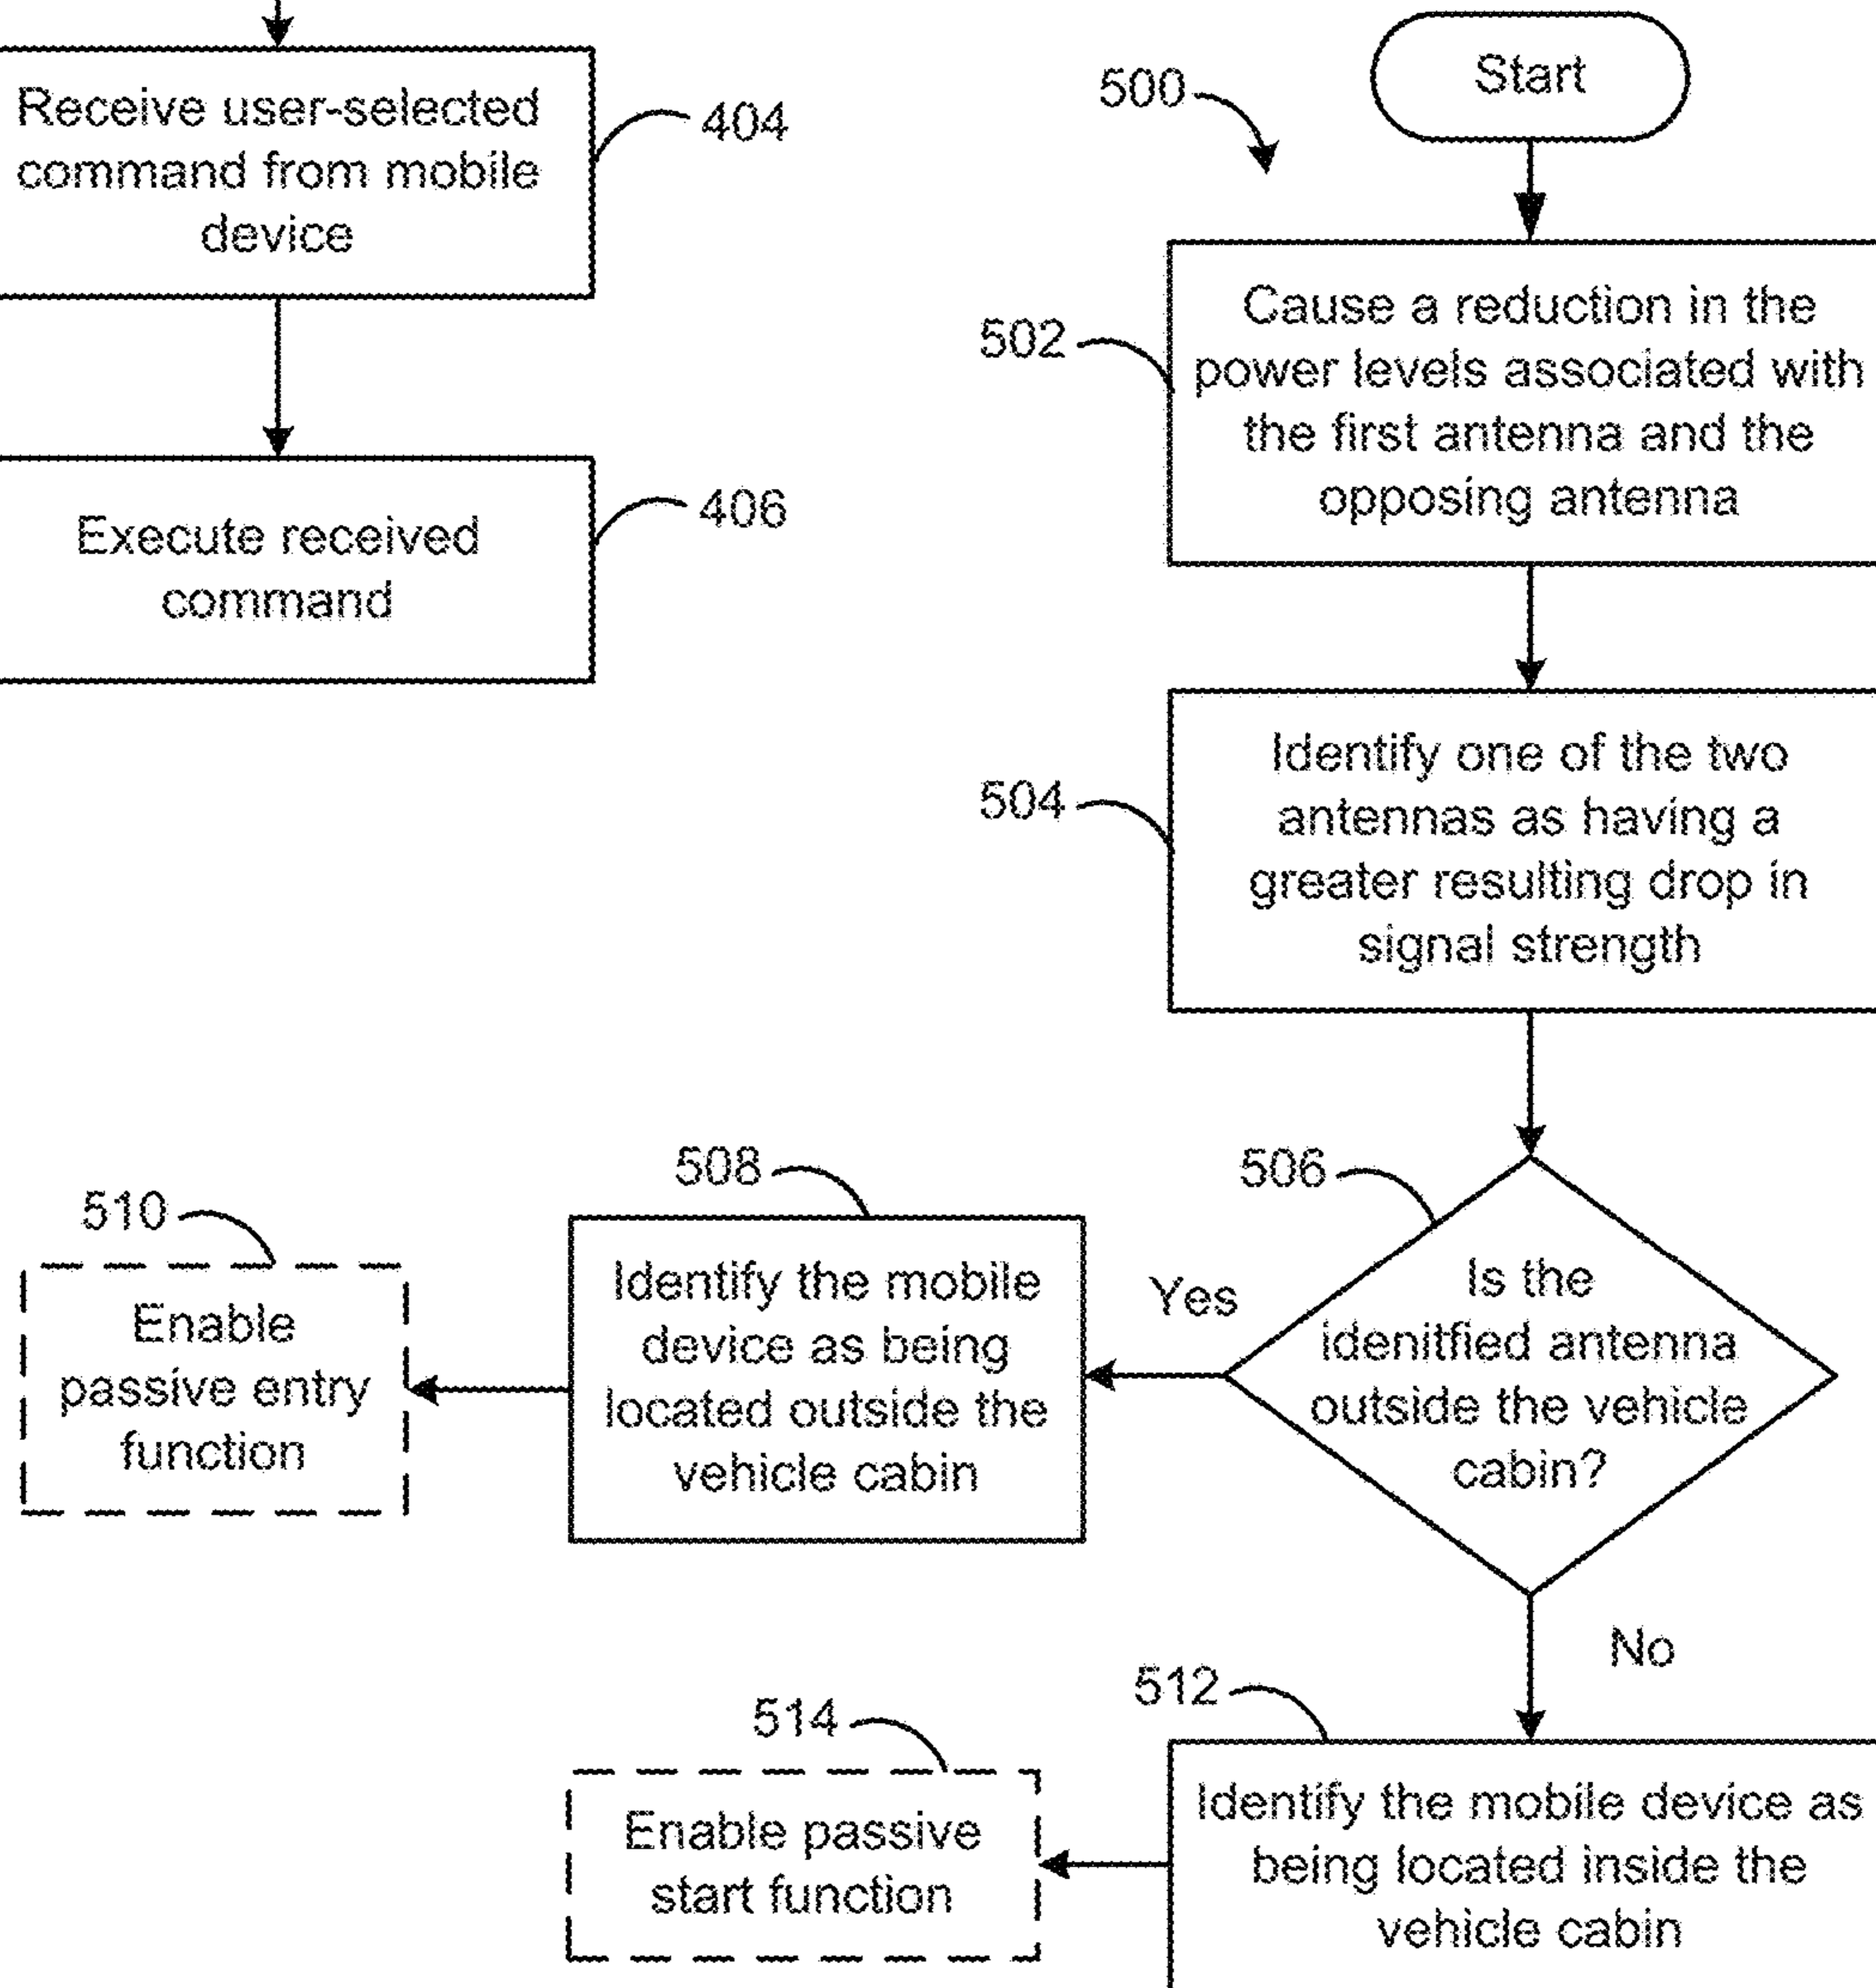 Receive user-selected
command from mobile
device
404
Execute received
command
406
500
Start
502
Cause a reduction in the
power levels associated with
the first antenna and the
opposing antenna
504
Identify one of the two
antennas as having a
greater resulting drop in
signal strength
506
Is the
idenitfied antenna
outside the vehicle
cabin?
Yes
508
Identify the mobile
device as being
located outside the
vehicle cabin
510
Enable
passive entry
function
No
512
Identify the mobile device as
being located inside the
vehicle cabin
514
Enable passive
start function